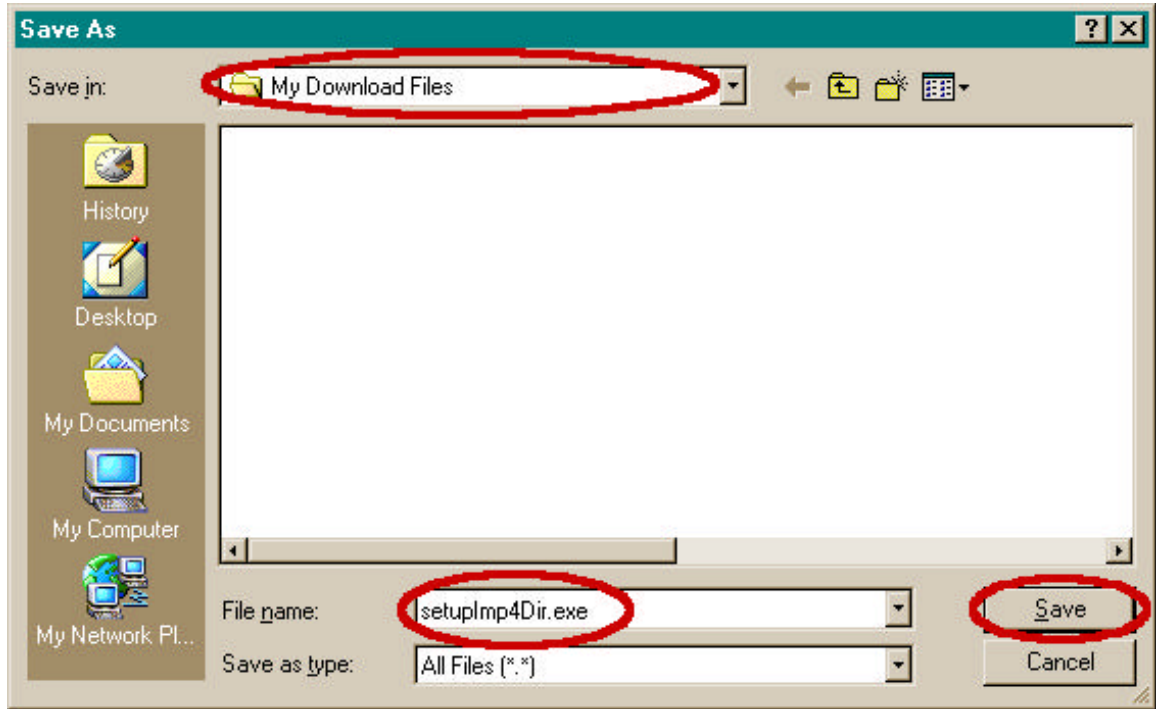 Save As
Save in:
My Download Files
History
Desktop
My Documents
My Computer
My Network Pl...
File name:
setupImp4Dir.exe
Save
Save as type:
All Files (*.*)
Cancel